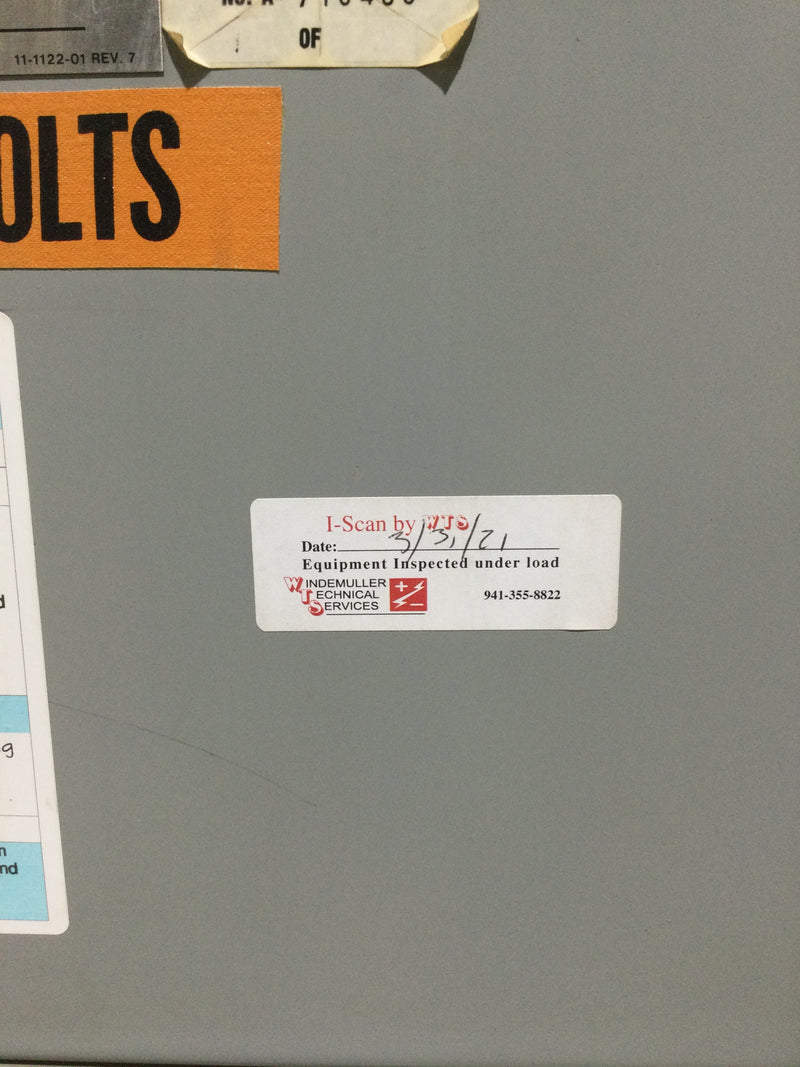 11-1122-01 REV. 7
OF
OLTS
I-Scan by WTS
Date: 3/31/21
Equipment Inspected under load
WINDEMULLER
TECHNICAL
SERVICES
941-355-8822
d
g
n
nd